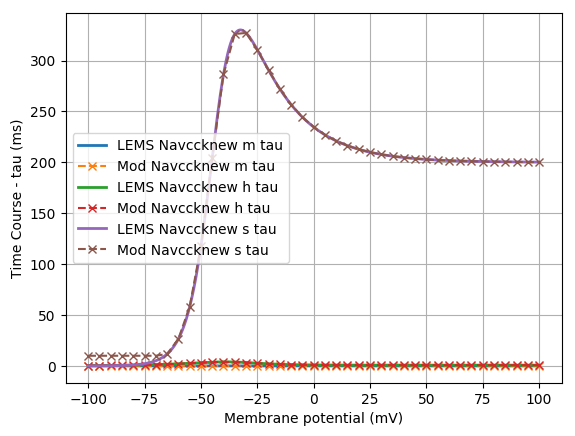 300
250
200
150
100
50
0
Time Course - tau (ms)
LEMS Navccknew m tau
Mod Navccknew m tau
LEMS Navccknew h tau
Mod Navccknew h tau
LEMS Navccknew s tau
Mod Navccknew s tau
−100 −75 −50 −25 0 25 50 75 100
Membrane potential (mV)